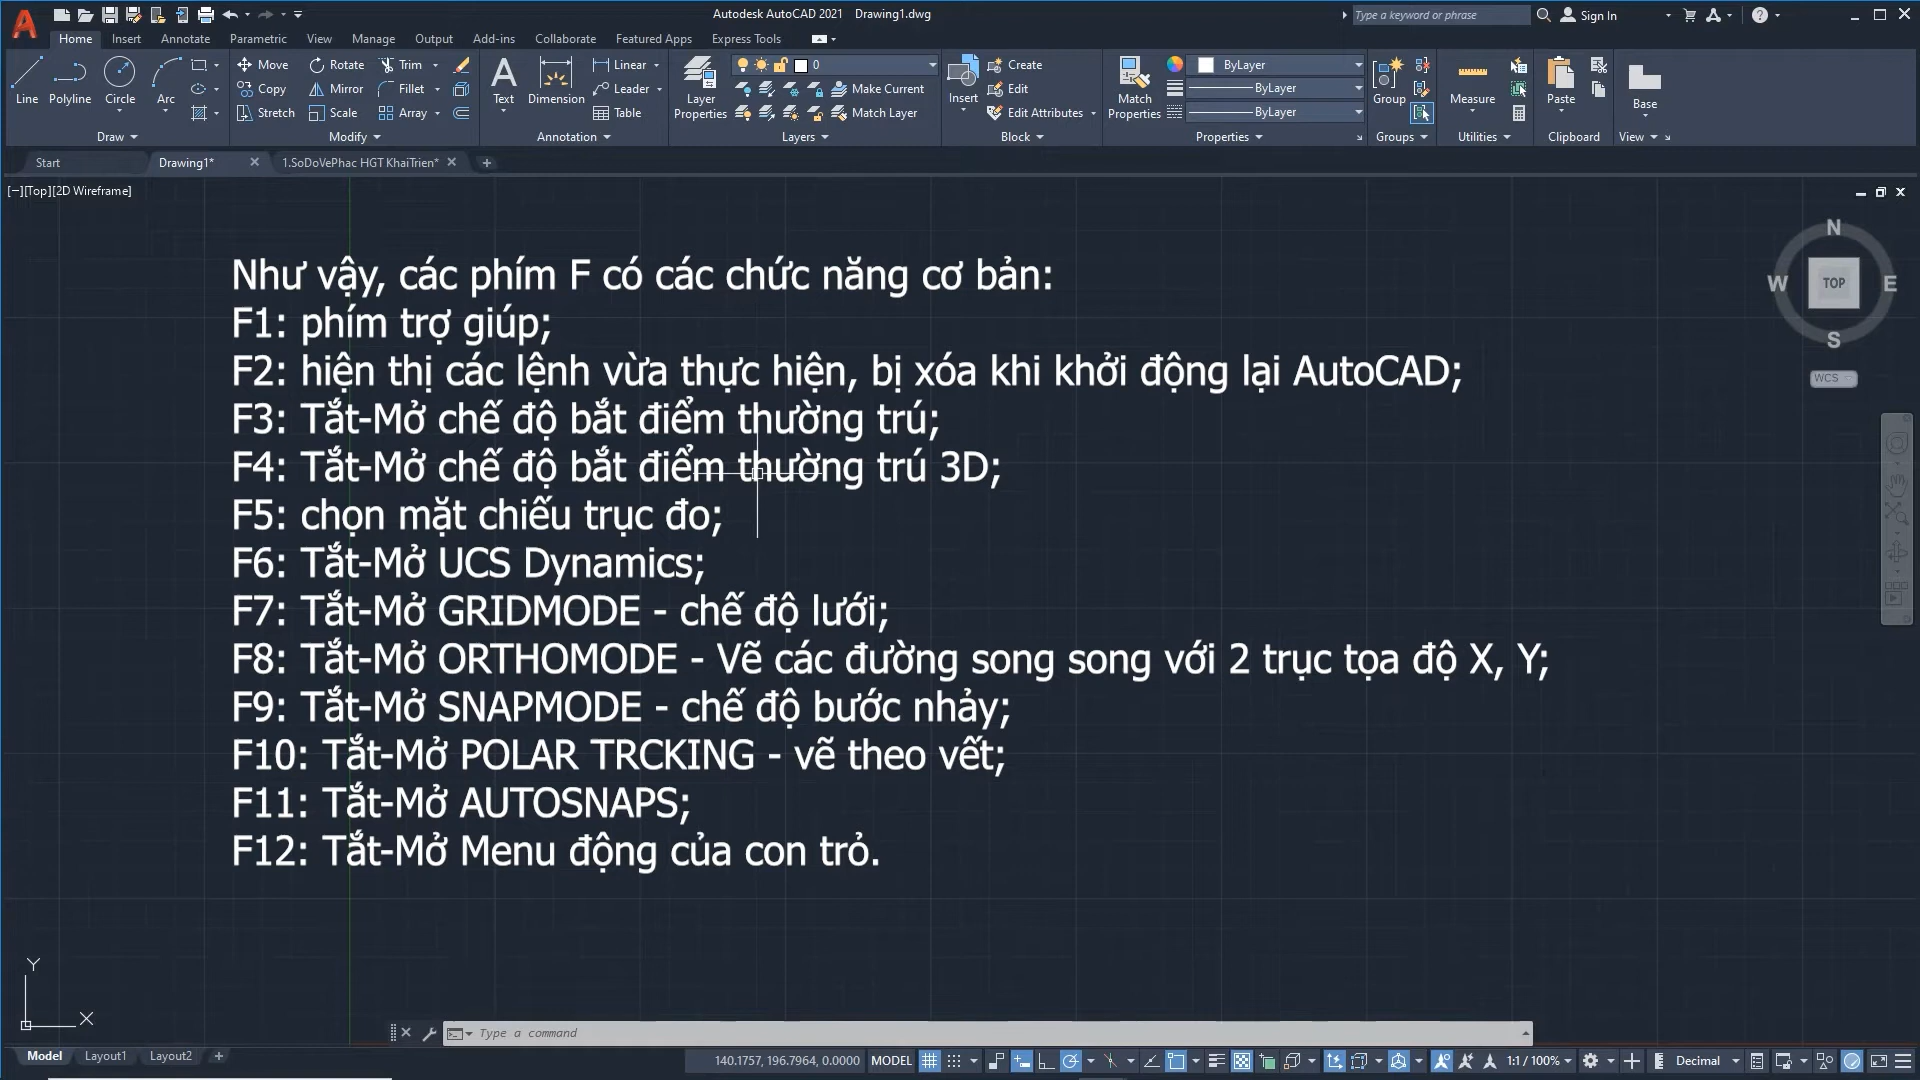 Autodesk AutoCAD 2021 Drawing1.dwg
Type a keyword or phrase
Sign In
Home Insert Annotate Parametric View Manage Output Add-ins Collaborate Featured Apps Express Tools
Line Polyline Circle Arc
Move Rotate Trim
Copy Mirror Fillet
Stretch Scale Array
Text Dimension
Linear
Leader
Table
Layer Properties
0
Make Current
Match Layer
Insert
Create
Edit
Edit Attributes
Match Properties
ByLayer
ByLayer
ByLayer
Group
Measure
Paste
Base
Draw Modify Annotation Layers Block Properties Groups Utilities Clipboard View
Start Drawing1* 1.SoDoVePhac HGT KhaiTrien*
[−][Top][2D Wireframe]
N
W TOP E
S
WCS
Như vậy, các phím F có các chức năng cơ bản:
F1: phím trợ giúp;
F2: hiện thị các lệnh vừa thực hiện, bị xóa khi khởi động lại AutoCAD;
F3: Tắt-Mở chế độ bắt điểm thường trú;
F4: Tắt-Mở chế độ bắt điểm thường trú 3D;
F5: chọn mặt chiếu trục đo;
F6: Tắt-Mở UCS Dynamics;
F7: Tắt-Mở GRIDMODE - chế độ lưới;
F8: Tắt-Mở ORTHOMODE - Vẽ các đường song song với 2 trục tọa độ X, Y;
F9: Tắt-Mở SNAPMODE - chế độ bước nhảy;
F10: Tắt-Mở POLAR TRCKING - vẽ theo vết;
F11: Tắt-Mở AUTOSNAPS;
F12: Tắt-Mở Menu động của con trỏ.
Y
X
Type a command
Model Layout1 Layout2
140.1757, 196.7964, 0.0000 MODEL 1:1 / 100% Decimal